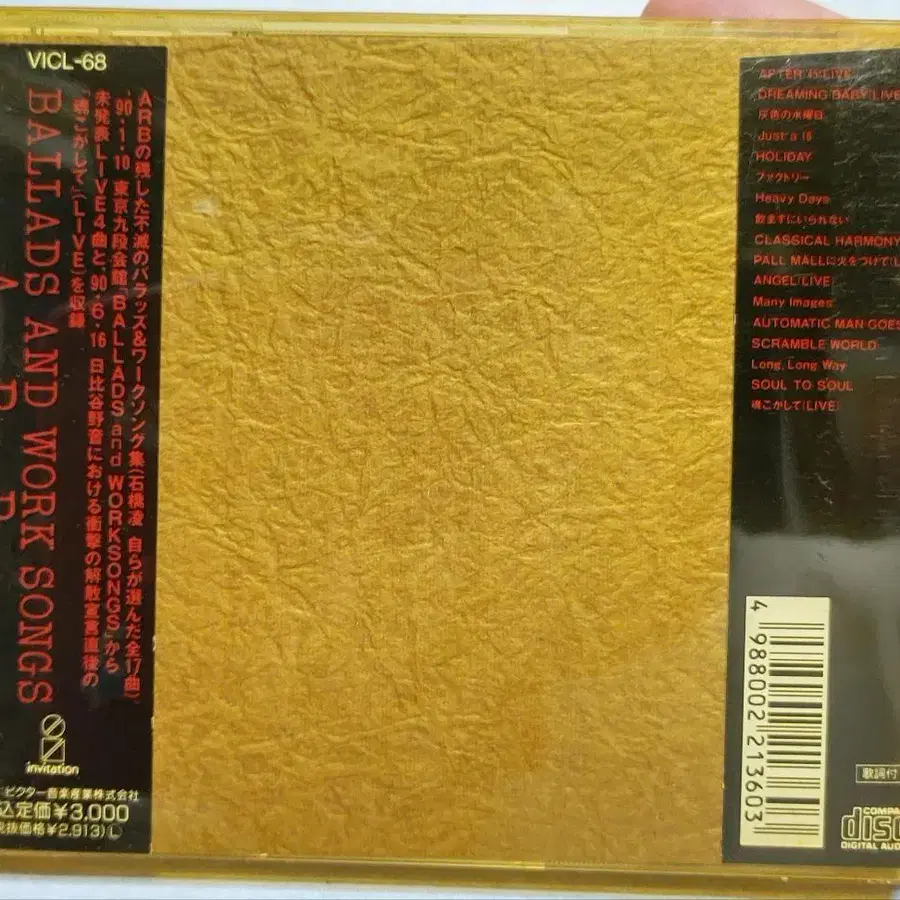 VICL-68
BALLADS AND WORK SONGS
ARBの残した不滅のバラッズ&ワークソング集(石橋凌 自らが選んだ全17曲)
'90・1・10 東京九段会館“BALLADS and WORKSONGS”から
未発表LIVE4曲と、'90・6・16 日比谷野音における衝撃の解散宣言直後の
「魂こがして」(LIVE)を収録
invitation
ビクター音楽産業株式会社
込定価¥3,000
税抜価格¥2,913)Ⓛ
AFTER '45(LIVE)
DREAMING BABY(LIVE
灰色の水曜日
Just a 16
HOLIDAY
ファクトリー
Heavy Days
飲まずにいられない
CLASSICAL HARMONY
PALL MALLに火をつけて(L
ANGEL(LIVE)
Many Images
AUTOMATIC MAN GOES
SCRAMBLE WORLD
Long, Long Way
SOUL TO SOUL
魂こがして(LIVE)
4 988002 213603
歌詞付
COMPA
disc
DIGITAL AUD